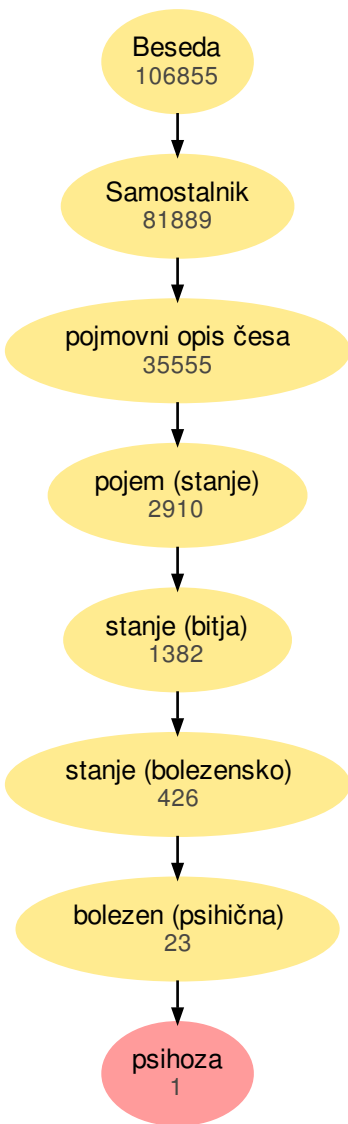 Beseda
106855
Samostalnik
81889
pojmovni opis česa
35555
pojem (stanje)
2910
stanje (bitja)
1382
stanje (bolezensko)
426
bolezen (psihična)
23
psihoza
1